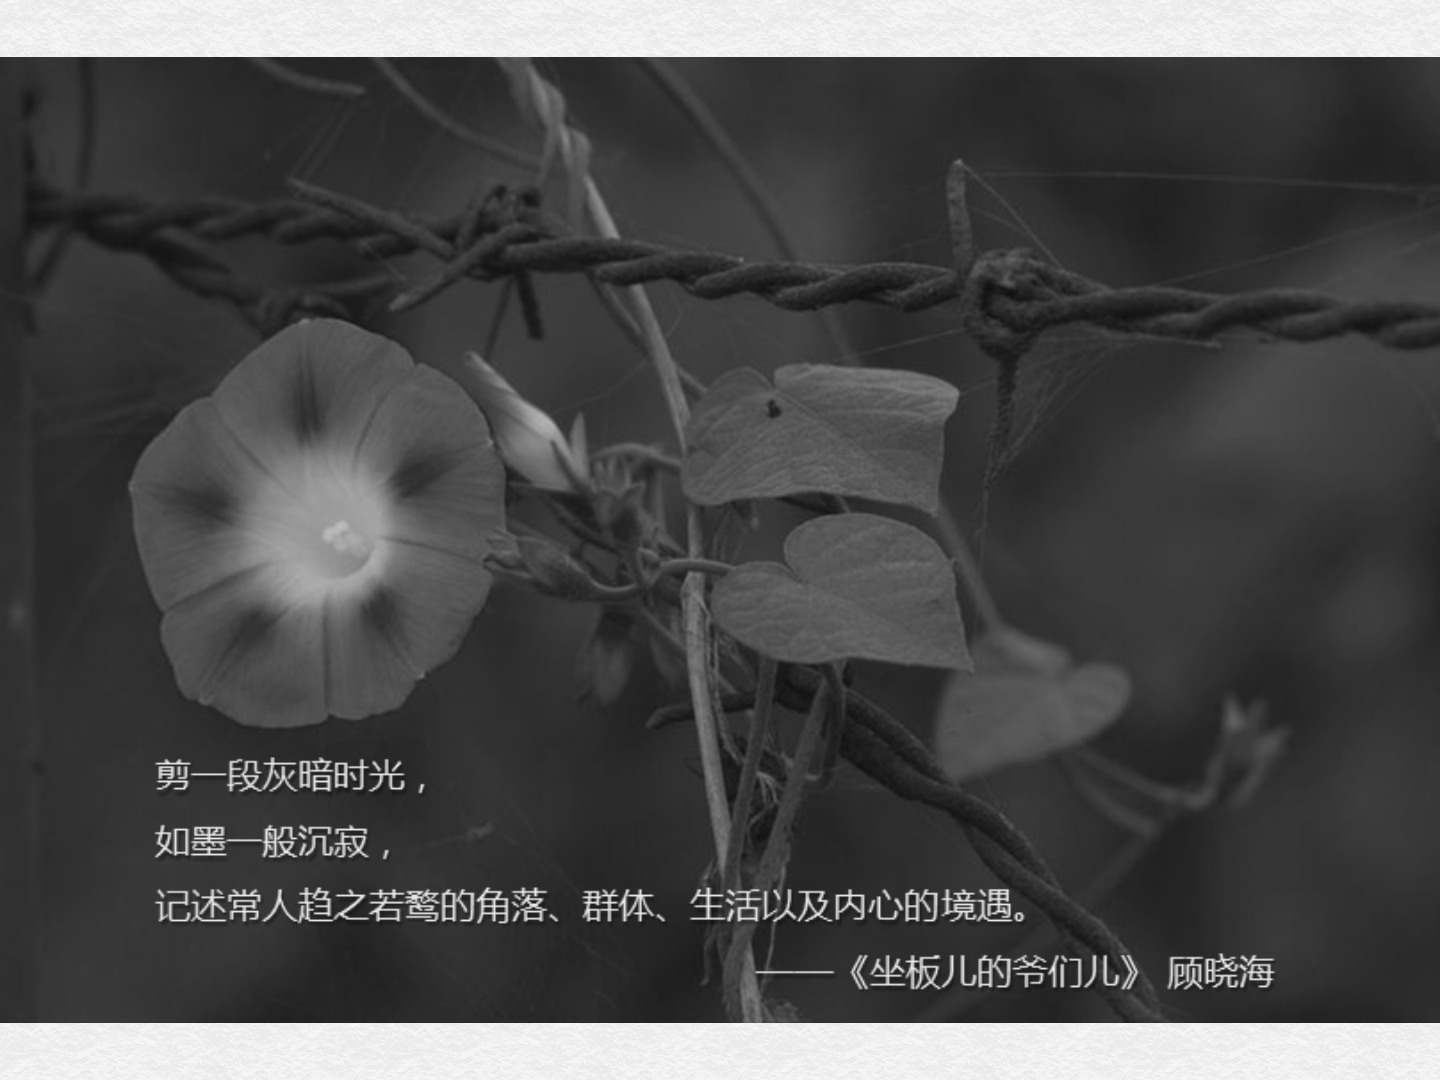 剪一段灰暗时光，
如墨一般沉寂，
记述常人趋之若鹜的角落、群体、生活以及内心的境遇。
——《坐板儿的爷们儿》 顾晓海